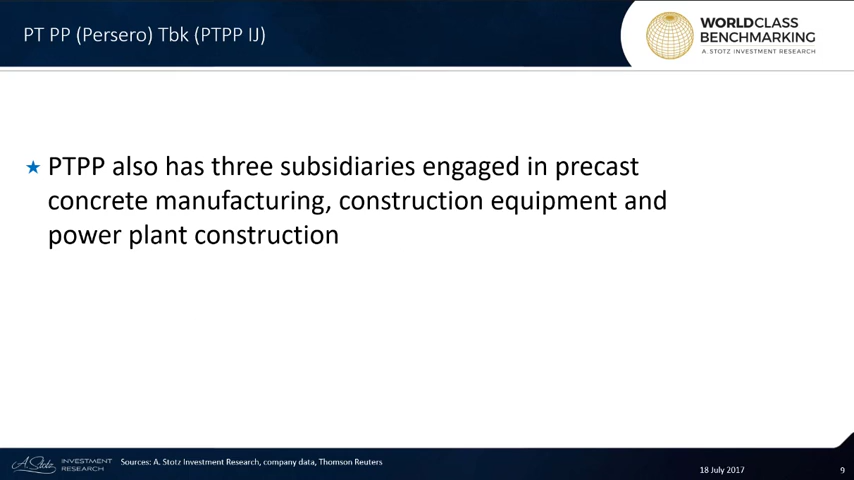 PT PP (Persero) Tbk (PTPP IJ)
WORLDCLASS
BENCHMARKING
A. STOTZ INVESTMENT RESEARCH
★ PTPP also has three subsidiaries engaged in precast
concrete manufacturing, construction equipment and
power plant construction
A. Stotz INVESTMENT
RESEARCH
Sources: A. Stotz Investment Research, company data, Thomson Reuters
18 July 2017
9